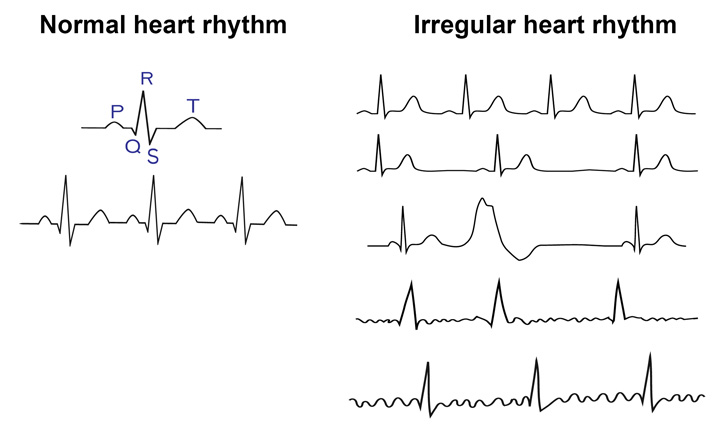 Normal heart rhythm
Irregular heart rhythm
R
P
T
Q
S